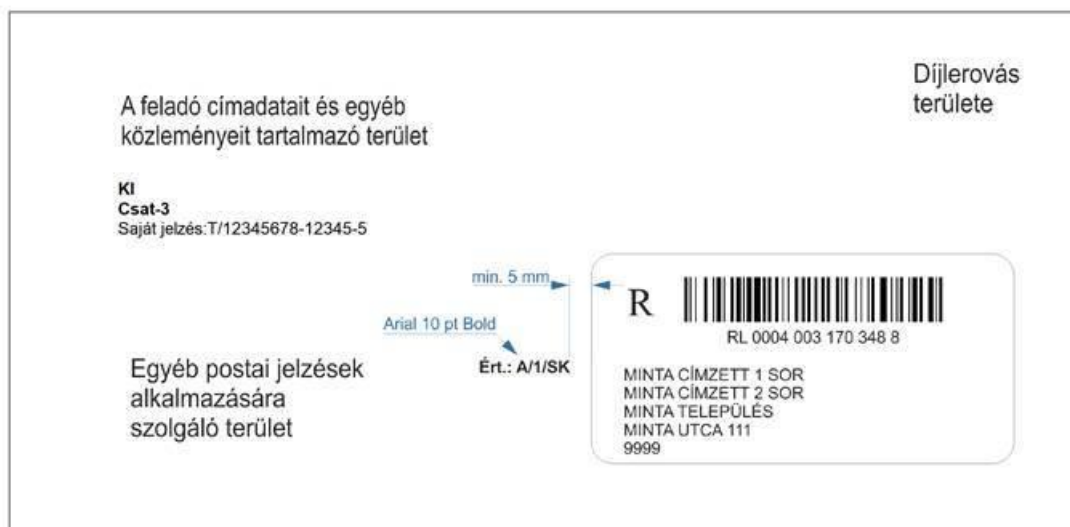 Díjlerovás
területe
A feladó címadatait és egyéb
közleményeit tartalmazó terület
KI
Csat-3
Saját jelzés:T/12345678-12345-5
min. 5 mm
R
RL 0004 003 170 348 8
Arial 10 pt Bold
Ért.: A/1/SK
Egyéb postai jelzések
alkalmazására
szolgáló terület
MINTA CÍMZETT 1 SOR
MINTA CÍMZETT 2 SOR
MINTA TELEPÜLÉS
MINTA UTCA 111
9999